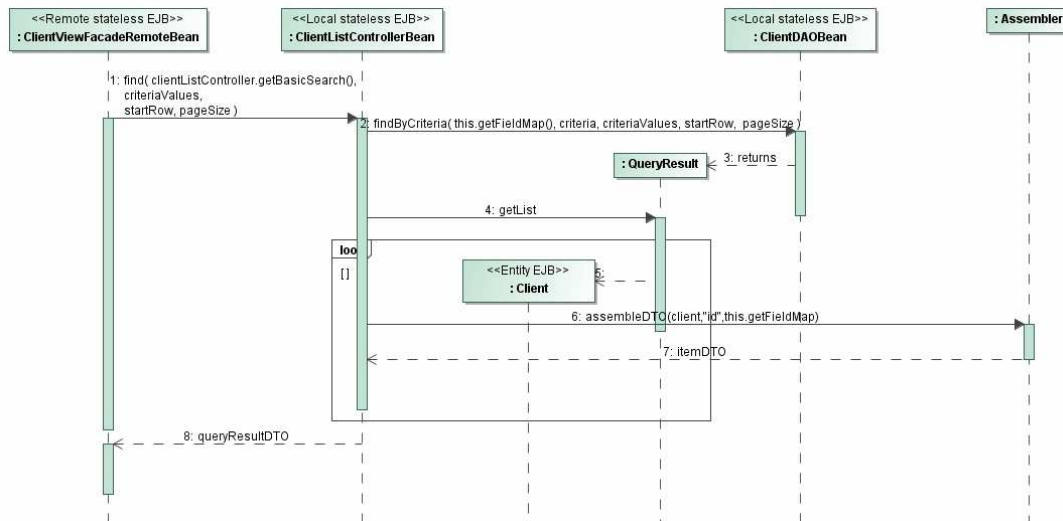 <<Remote stateless EJB>>
: ClientViewFacadeRemoteBean
<<Local stateless EJB>>
: ClientListControllerBean
<<Local stateless EJB>>
: ClientDAOBean
: Assembler
1: find( clientListController.getBasicSearch(),
criteriaValues,
startRow, pageSize )
2: findByCriteria( this.getFieldMap(), criteria, criteriaValues, startRow, pageSize )
: QueryResult
3: returns
4: getList
loo
[ ]
<<Entity EJB>>
: Client
5:
6: assembleDTO(client,"id",this.getFieldMap)
7: itemDTO
8: queryResultDTO